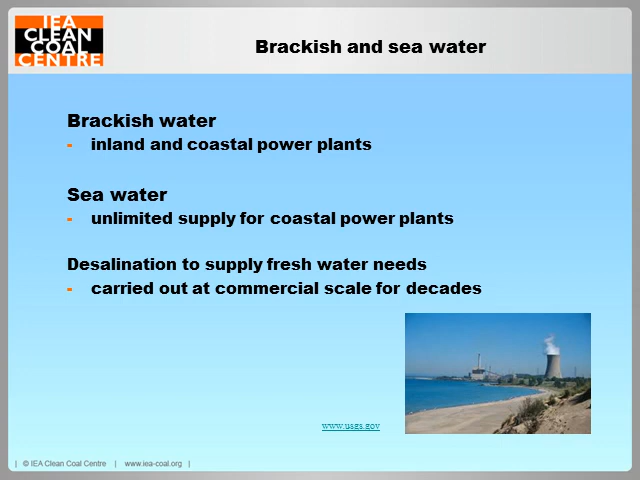 IEA
CLEAN
COAL
CENTRE
Brackish and sea water
Brackish water
- inland and coastal power plants
Sea water
- unlimited supply for coastal power plants
Desalination to supply fresh water needs
- carried out at commercial scale for decades
www.usgs.gov
| © IEA Clean Coal Centre | www.iea-coal.org |